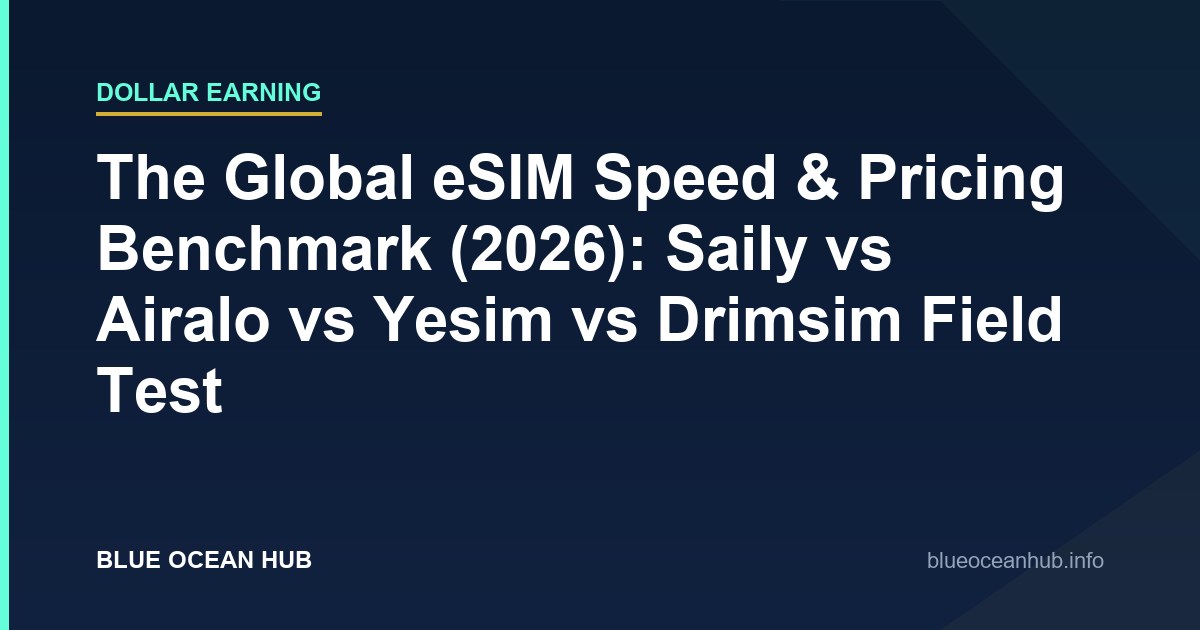 DOLLAR EARNING
The Global eSIM Speed & Pricing
Benchmark (2026): Saily vs
Airalo vs Yesim vs Drimsim Field
Test
BLUE OCEAN HUB
blueoceanhub.info